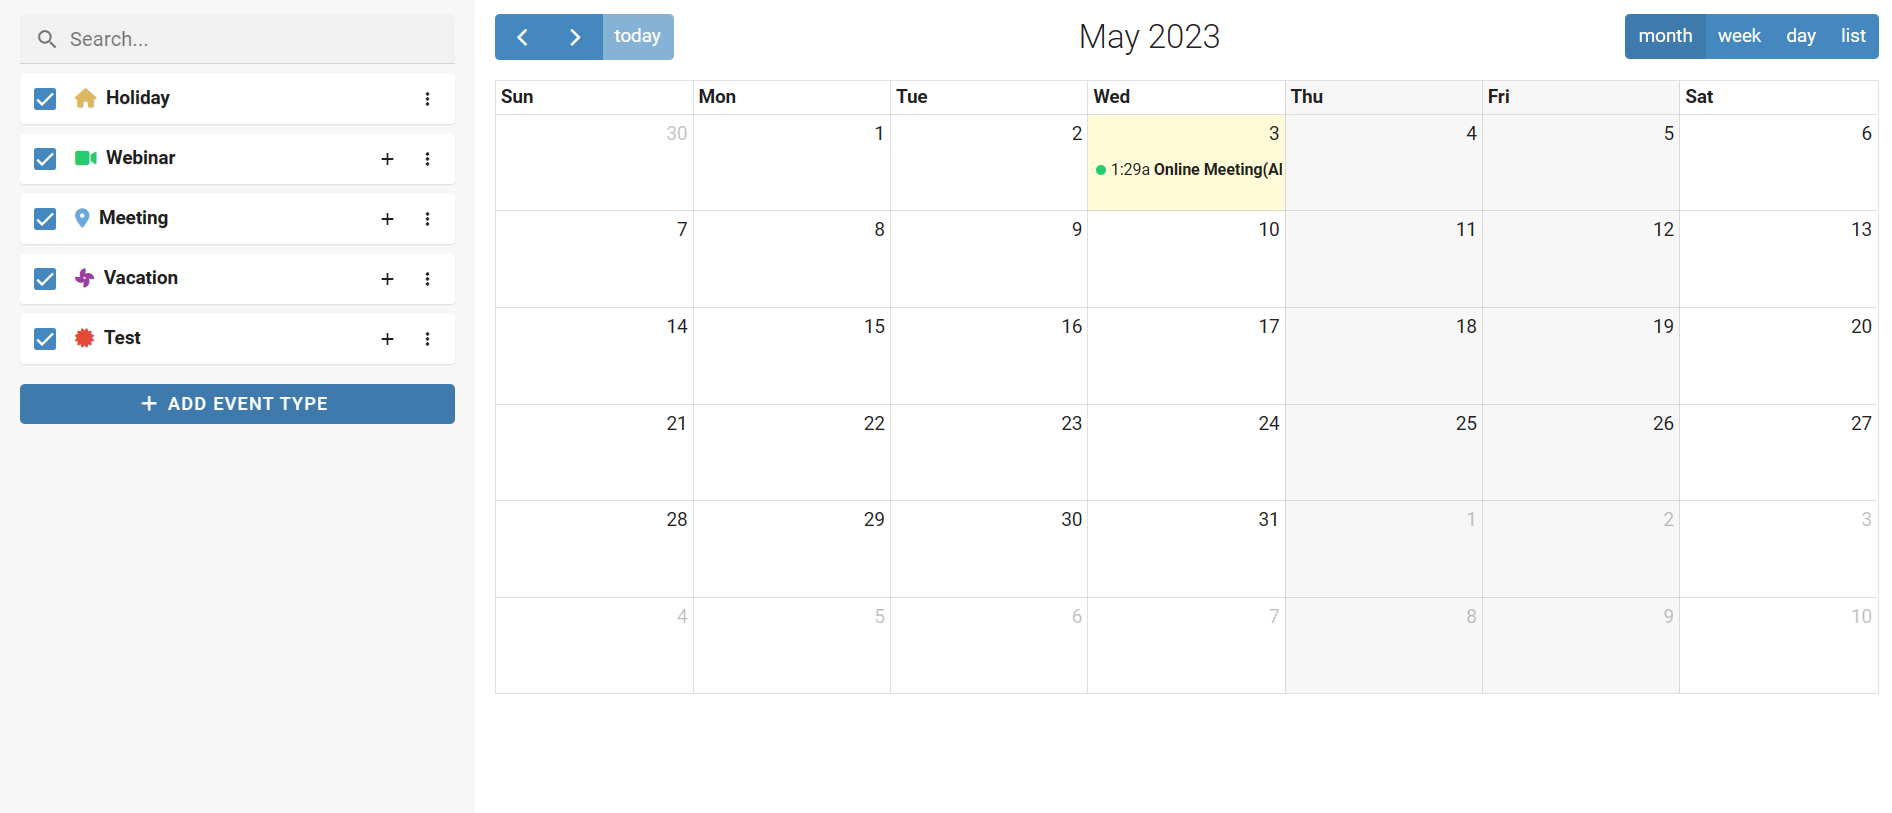 Search...
Holiday
Webinar
Meeting
Vacation
Test
ADD EVENT TYPE
today
May 2023
month week day list
Sun Mon Tue Wed Thu Fri Sat
30 1 2 3 4 5 6
1:29a Online Meeting(Al
7 8 9 10 11 12 13
14 15 16 17 18 19 20
21 22 23 24 25 26 27
28 29 30 31 1 2 3
4 5 6 7 8 9 10